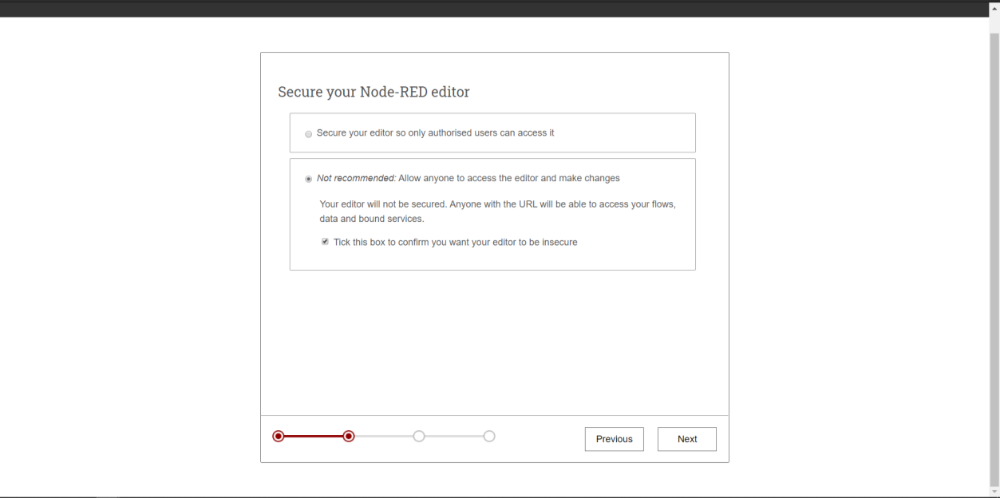 Secure your Node-RED editor
Secure your editor so only authorised users can access it
Not recommended: Allow anyone to access the editor and make changes
Your editor will not be secured. Anyone with the URL will be able to access your flows,
data and bound services.
Tick this box to confirm you want your editor to be insecure
Previous
Next